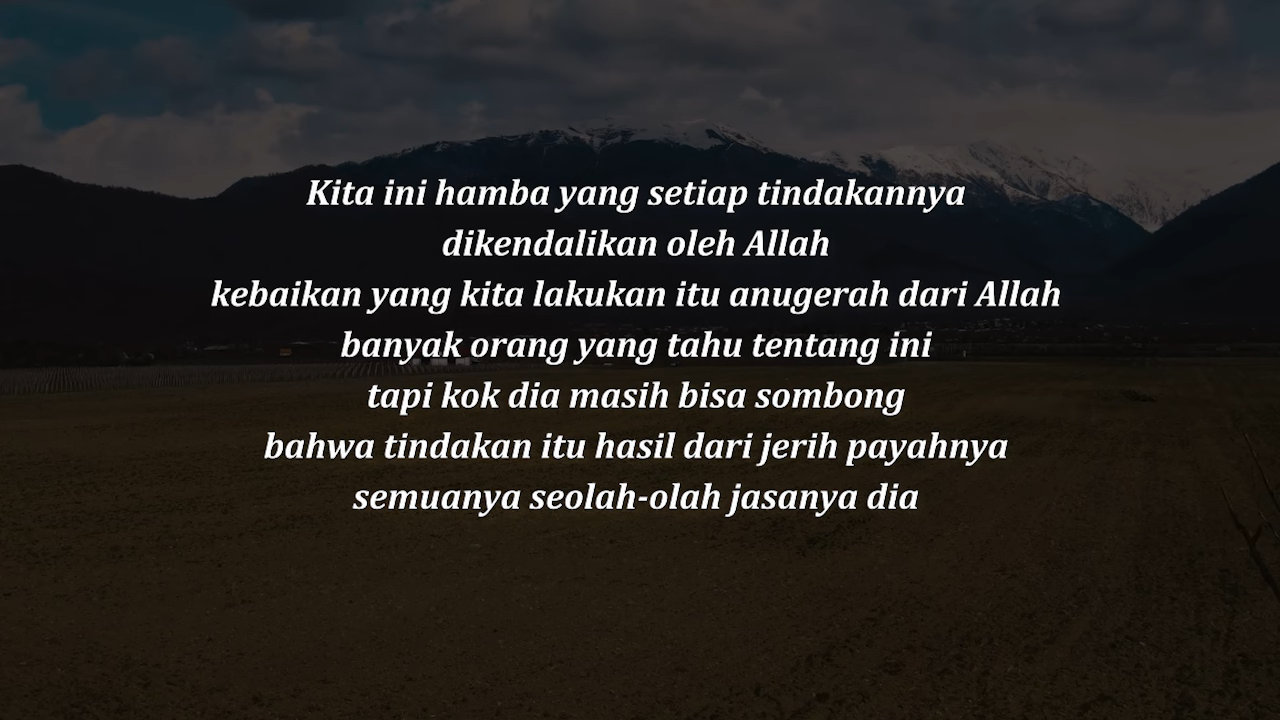 Kita ini hamba yang setiap tindakannya
dikendalikan oleh Allah
kebaikan yang kita lakukan itu anugerah dari Allah
banyak orang yang tahu tentang ini
tapi kok dia masih bisa sombong
bahwa tindakan itu hasil dari jerih payahnya
semuanya seolah-olah jasanya dia